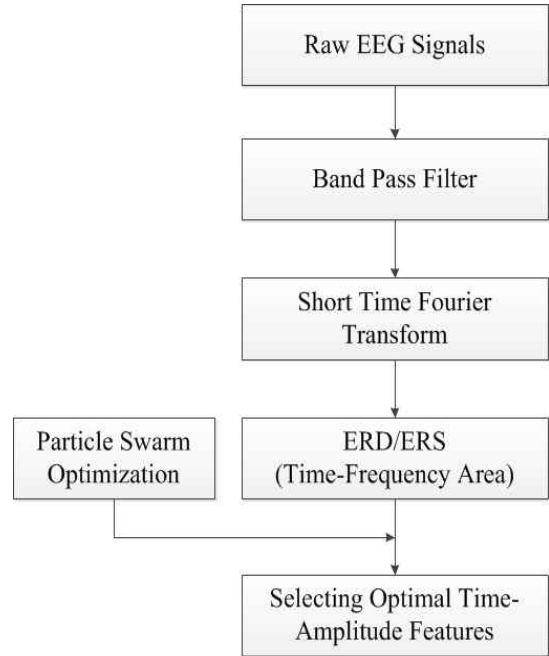 Raw EEG Signals
Band Pass Filter
Short Time Fourier
Transform
Particle Swarm
Optimization
ERD/ERS
(Time-Frequency Area)
Selecting Optimal Time-
Amplitude Features